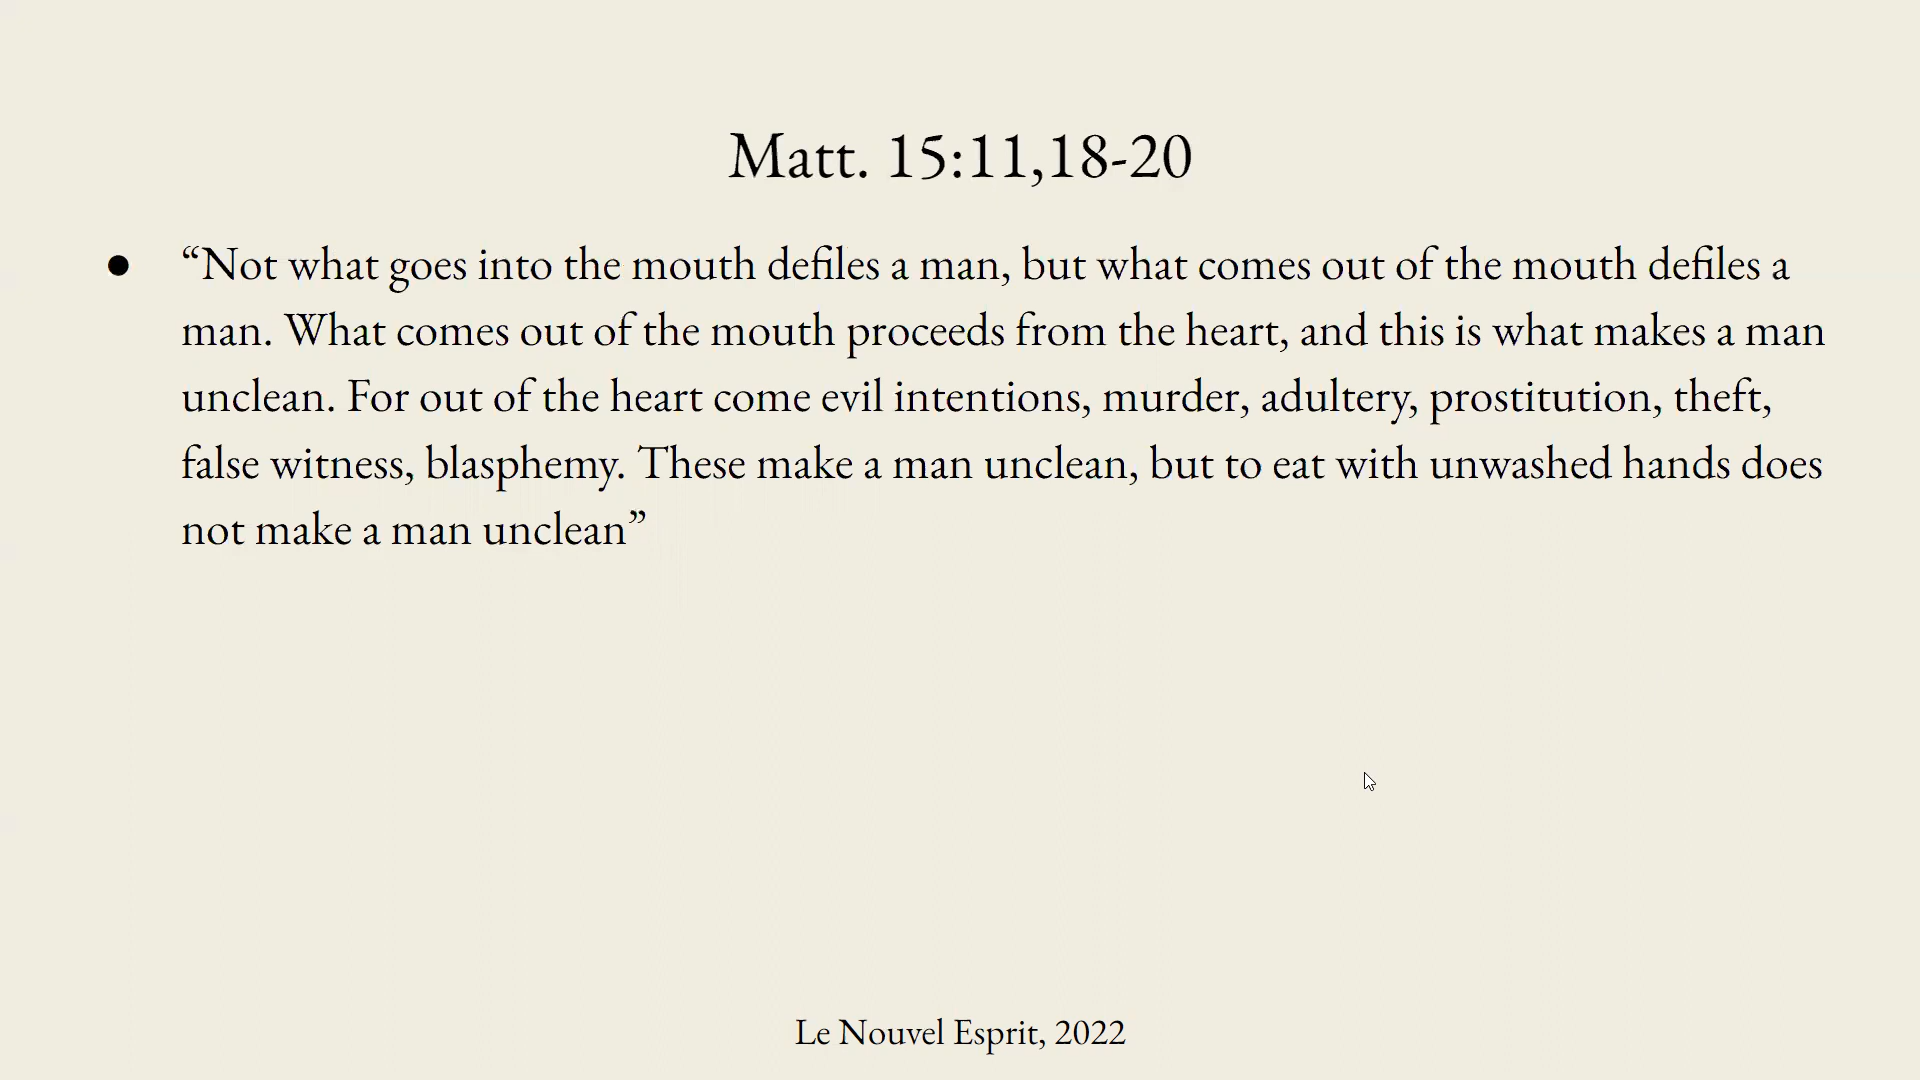 Matt. 15:11,18-20
● “Not what goes into the mouth defiles a man, but what comes out of the mouth defiles a
man. What comes out of the mouth proceeds from the heart, and this is what makes a man
unclean. For out of the heart come evil intentions, murder, adultery, prostitution, theft,
false witness, blasphemy. These make a man unclean, but to eat with unwashed hands does
not make a man unclean”
Le Nouvel Esprit, 2022